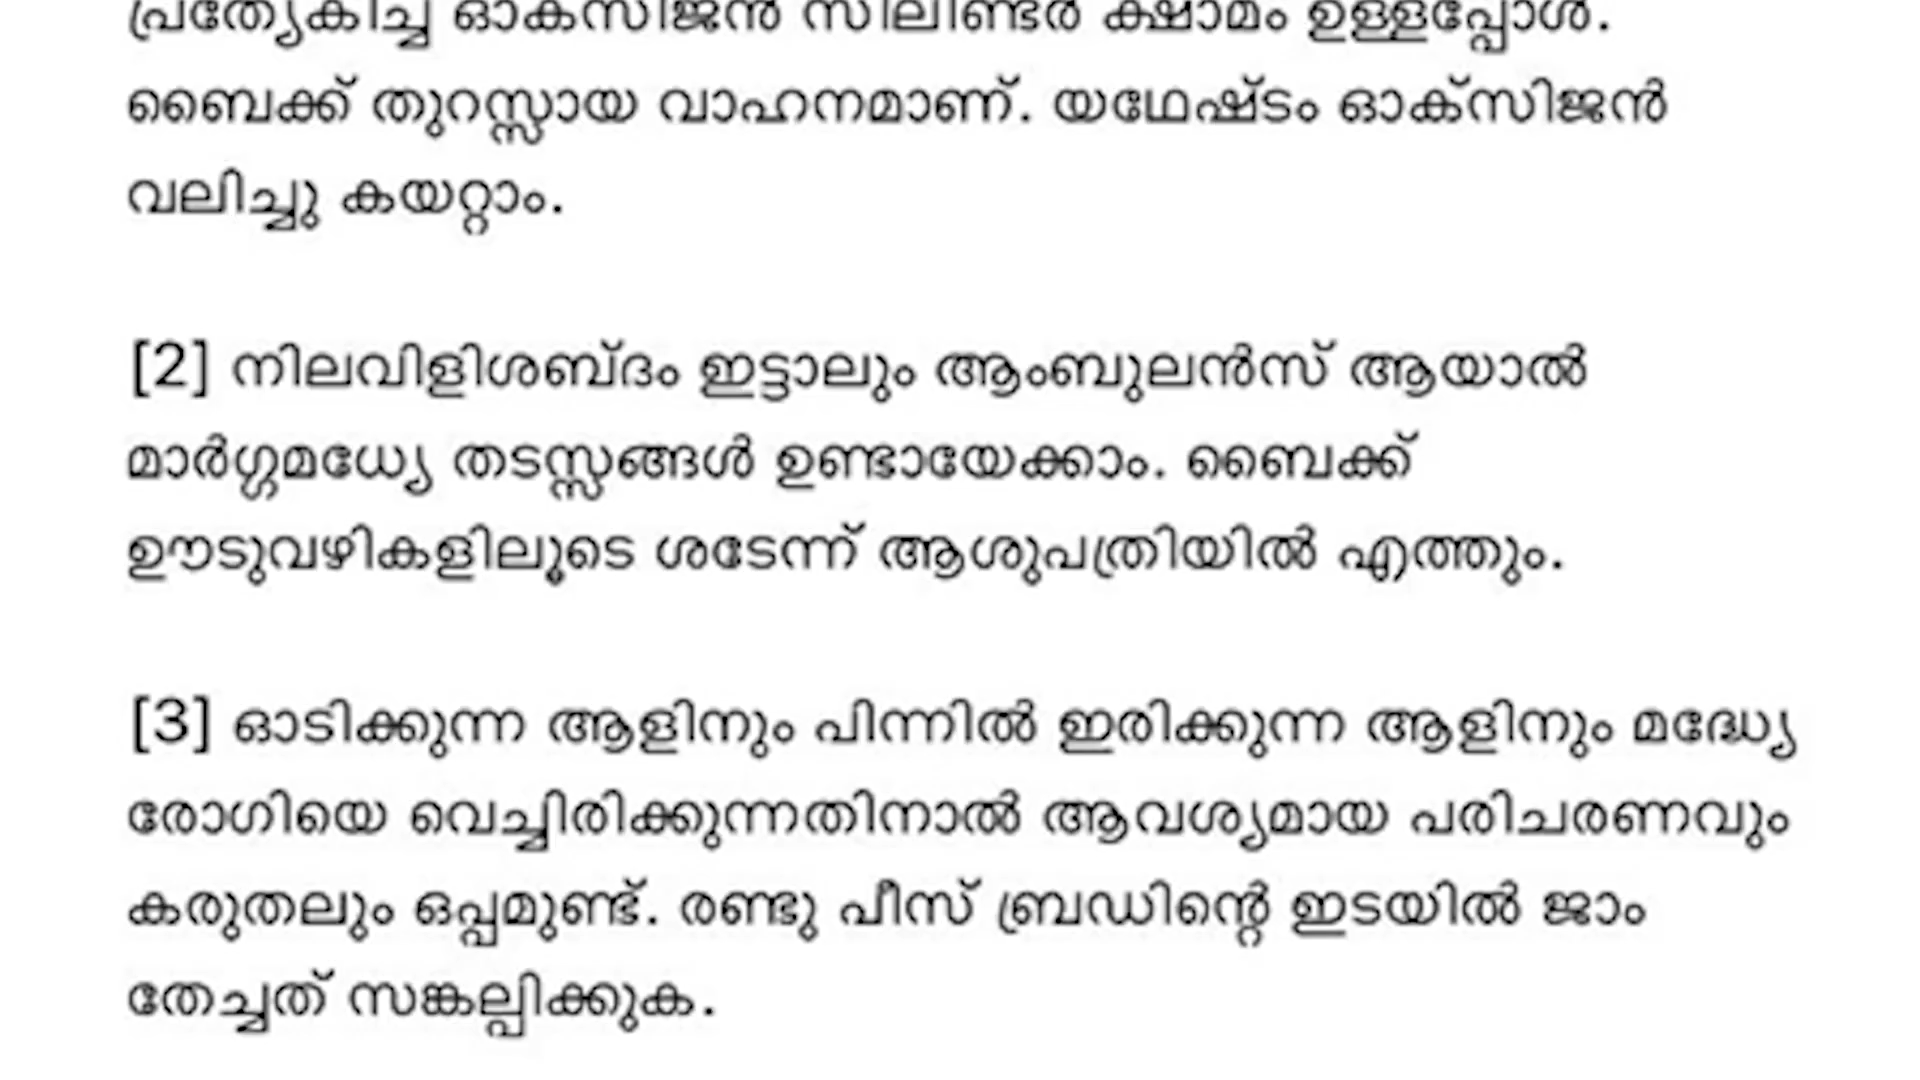 പ്രത്യേകിച്ച് ഓക്സിജൻ സിലിണ്ടർ ക്ഷാമം ഉള്ളപ്പോൾ.
ബൈക്ക് തുറസ്സായ വാഹനമാണ്. യഥേഷ്ടം ഓക്സിജൻ
വലിച്ചു കയറ്റാം.
[2] നിലവിളിശബ്ദം ഇട്ടാലും ആംബുലൻസ് ആയാൽ
മാർഗ്ഗമധ്യേ തടസ്സങ്ങൾ ഉണ്ടായേക്കാം. ബൈക്ക്
ഊടുവഴികളിലൂടെ ശടേന്ന് ആശുപത്രിയിൽ എത്തും.
[3] ഓടിക്കുന്ന ആളിനും പിന്നിൽ ഇരിക്കുന്ന ആളിനും മദ്ധ്യേ
രോഗിയെ വെച്ചിരിക്കുന്നതിനാൽ ആവശ്യമായ പരിചരണവും
കരുതലും ഒപ്പമുണ്ട്. രണ്ടു പീസ് ബ്രഡിന്റെ ഇടയിൽ ജാം
തേച്ചത് സങ്കല്പിക്കുക.